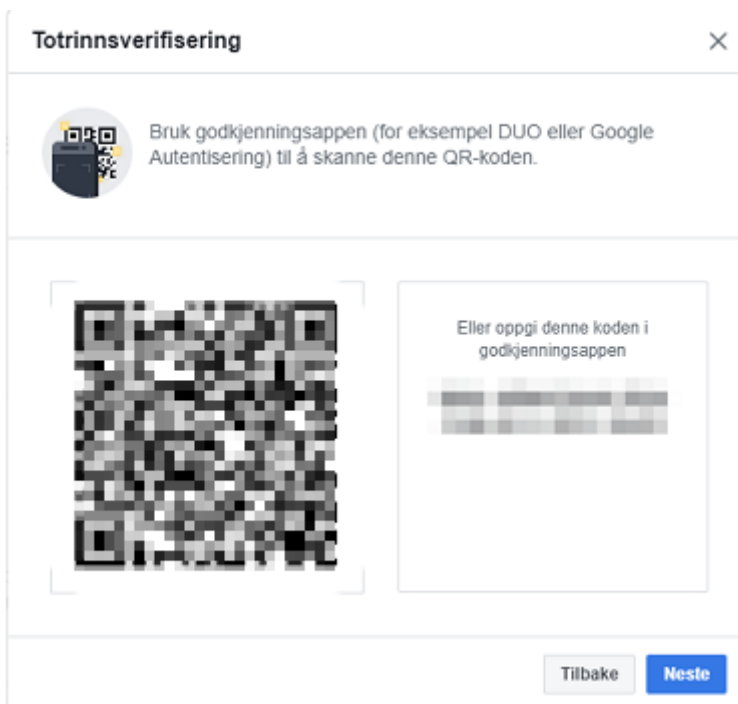 Totrinnsverifisering
Bruk godkjenningsappen (for eksempel DUO eller Google
Autentisering) til å skanne denne QR-koden.
Eller oppgi denne koden i
godkjenningsappen
Tilbake
Neste